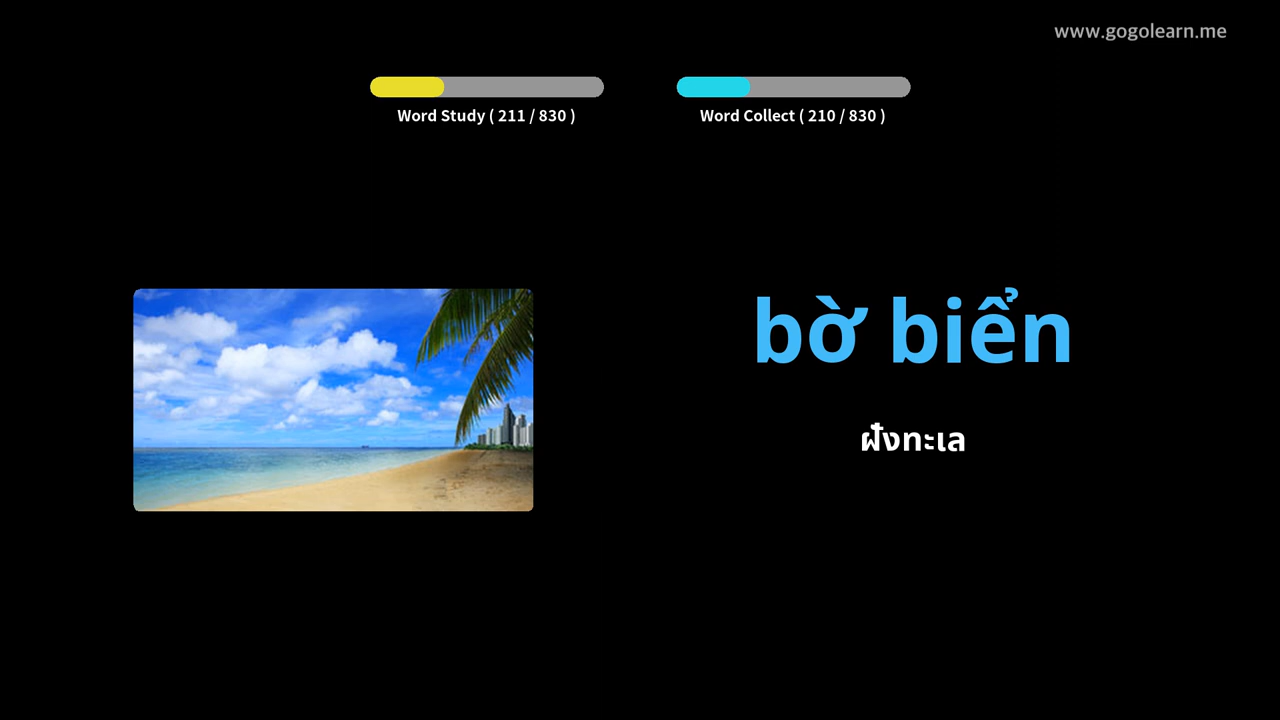 www.gogolearn.me
Word Study ( 211 / 830 )
Word Collect ( 210 / 830 )
bờ biển
ฝั่งทะเล